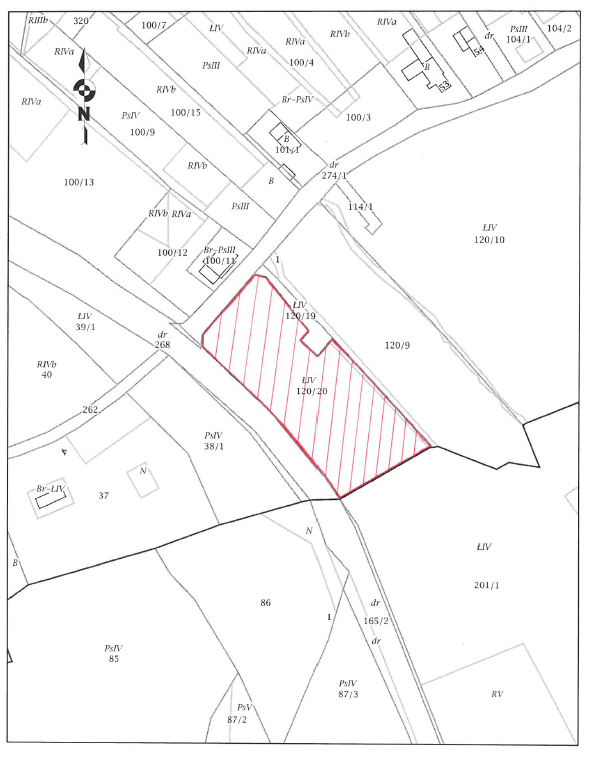 RIIIb
320
100/7
ŁIV
RIVa
RIVb
RIVa
dr
PsIII
104/1
104/2
RIVa
RIVa
100/4
B
53
54
PsIII
RIVb
100/15
Br-PsIV
100/3
RIVa
N
PsIV
100/9
B
101/1
RIVb
dr
274/1
100/13
B
RIVb
RIVa
PsIII
114/1
ŁIV
120/10
100/12
Br-PsIII
100/11
1
ŁIV
120/19
ŁIV
39/1
dr
268
120/9
RIVb
40
ŁIV
120/20
262
PsIV
38/1
4
Br-ŁIV
37
N
N
ŁIV
B
201/1
86
dr
1
165/2
dr
PsIV
85
PsIV
87/3
RV
PsV
87/2